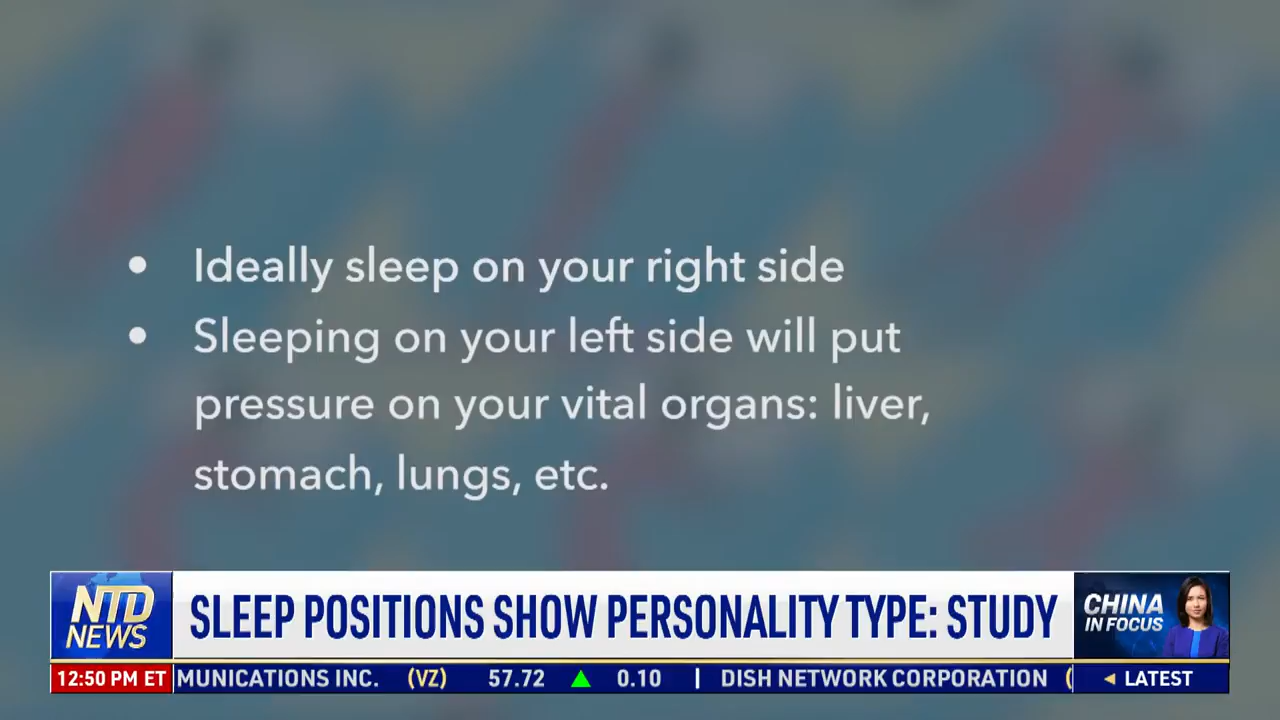 • Ideally sleep on your right side
• Sleeping on your left side will put
pressure on your vital organs: liver,
stomach, lungs, etc.
NTD
NEWS
SLEEP POSITIONS SHOW PERSONALITY TYPE: STUDY
CHINA
IN FOCUS
12:50 PM ET
MUNICATIONS INC. (VZ) 57.72 ▲ 0.10 | DISH NETWORK CORPORATION (
◄ LATEST